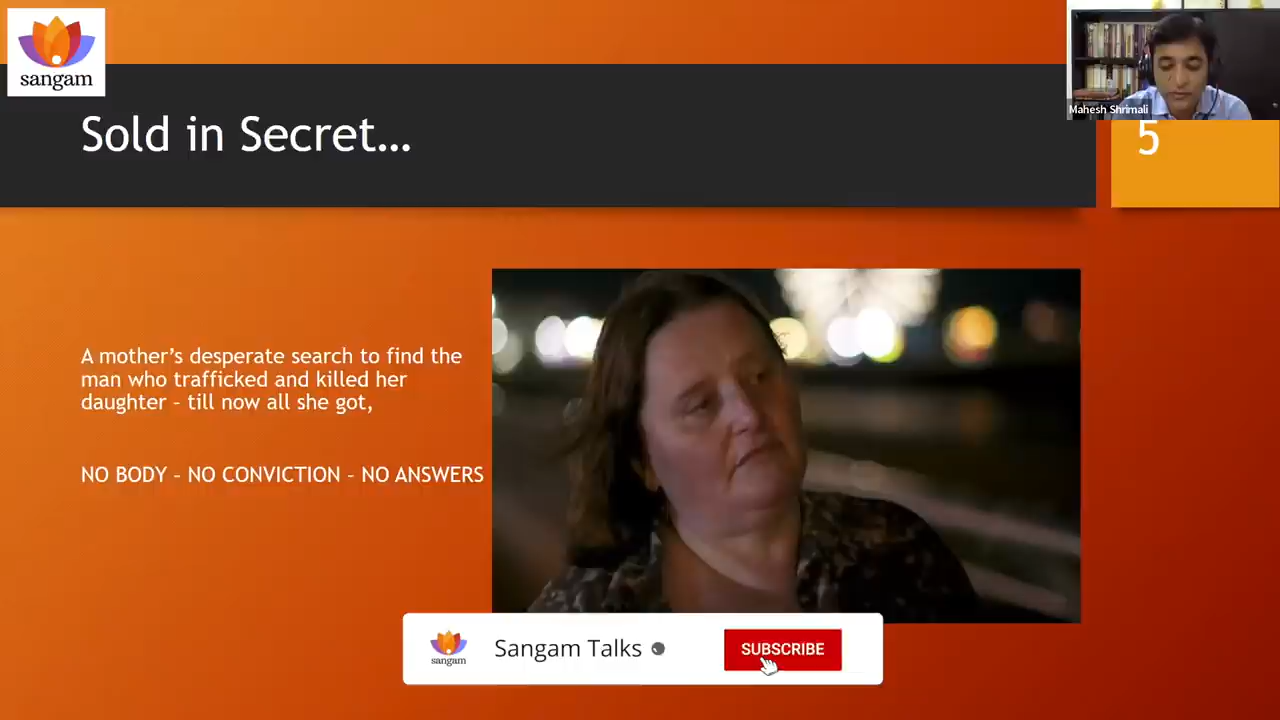 sangam
Mahesh Shrimali
Sold in Secret...
5
A mother's desperate search to find the
man who trafficked and killed her
daughter – till now all she got,
NO BODY – NO CONVICTION – NO ANSWERS
sangam
Sangam Talks
SUBSCRIBE